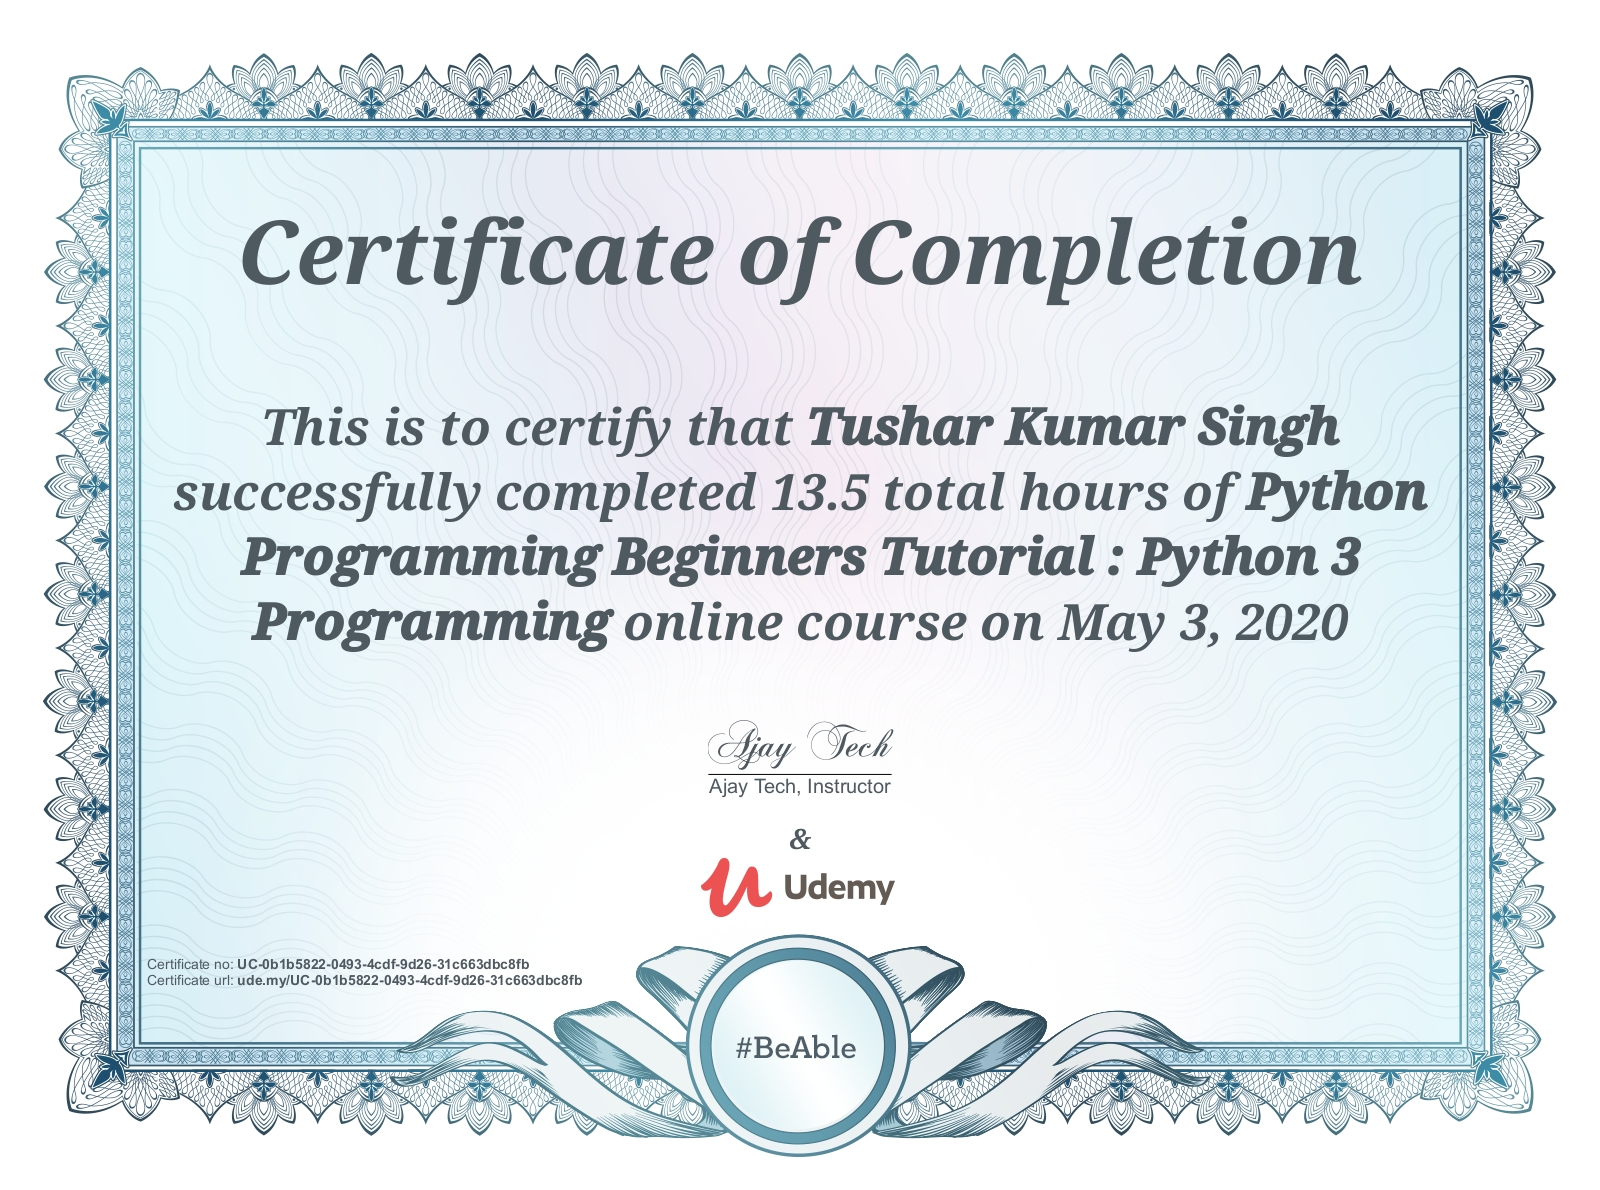 Certificate of Completion
This is to certify that Tushar Kumar Singh
successfully completed 13.5 total hours of Python
Programming Beginners Tutorial : Python 3
Programming online course on May 3, 2020
Ajay Tech
Ajay Tech, Instructor
&
Udemy
Certificate no: UC-0b1b5822-0493-4cdf-9d26-31c663dbc8fb
Certificate url: ude.my/UC-0b1b5822-0493-4cdf-9d26-31c663dbc8fb
#BeAble